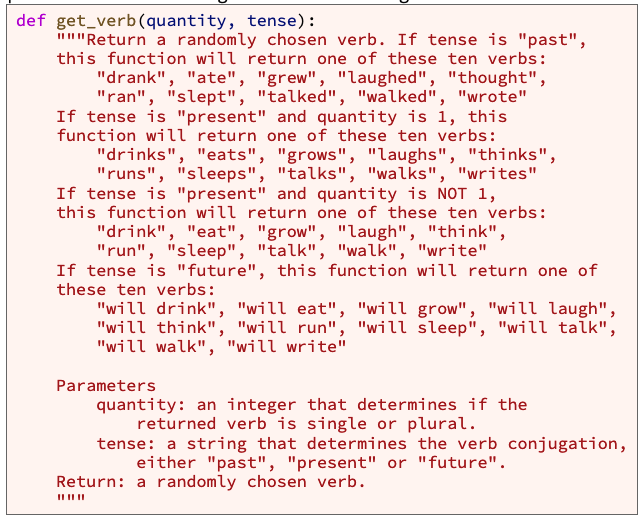 def get_verb(quantity, tense):
    """Return a randomly chosen verb. If tense is "past",
    this function will return one of these ten verbs:
        "drank", "ate", "grew", "laughed", "thought",
        "ran", "slept", "talked", "walked", "wrote"
    If tense is "present" and quantity is 1, this
    function will return one of these ten verbs:
        "drinks", "eats", "grows", "laughs", "thinks",
        "runs", "sleeps", "talks", "walks", "writes"
    If tense is "present" and quantity is NOT 1,
    this function will return one of these ten verbs:
        "drink", "eat", "grow", "laugh", "think",
        "run", "sleep", "talk", "walk", "write"
    If tense is "future", this function will return one of
    these ten verbs:
        "will drink", "will eat", "will grow", "will laugh",
        "will think", "will run", "will sleep", "will talk",
        "will walk", "will write"

    Parameters
        quantity: an integer that determines if the
            returned verb is single or plural.
        tense: a string that determines the verb conjugation,
            either "past", "present" or "future".
    Return: a randomly chosen verb.
    """